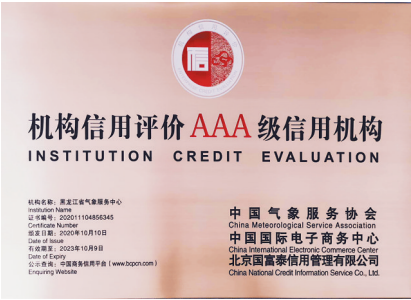 机构信用评价AAA级信用机构
INSTITUTION CREDIT EVALUATION
机构名称：黑龙江省气象服务中心
Institution Name
证书编号：202011104856345
Certificate Number
颁发日期：2020年10月10日
Date of Issue
有效期至：2023年10月9日
Date of Expiry
公示查询：中国商务信用平台（www.bcpcn.com）
Enquiring Website
中国气象服务协会
China Meteorological Service Association
中国国际电子商务中心
China International Electronic Commerce Center
北京国富泰信用管理有限公司
China National Credit Information Service Co., Ltd.